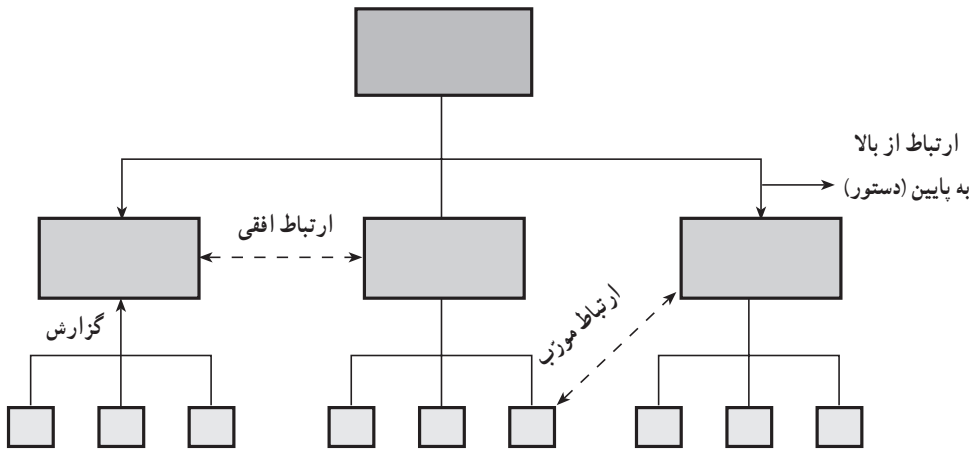 ارتباط از بالا
به پایین (دستور)
ارتباط افقی
ارتباط مورّب
گزارش